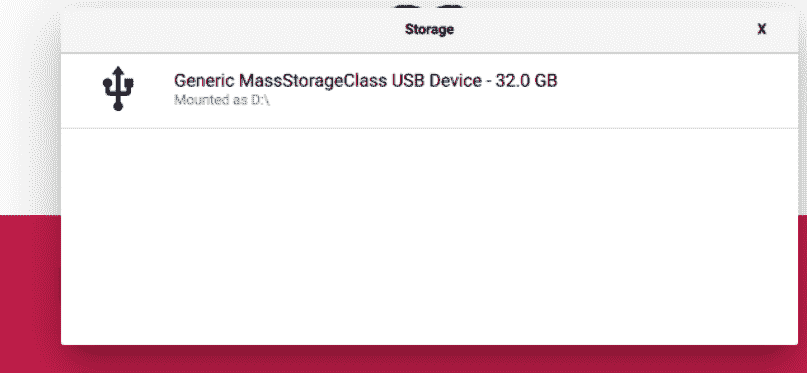 Storage
X
Generic MassStorageClass USB Device - 32.0 GB
Mounted as D:\